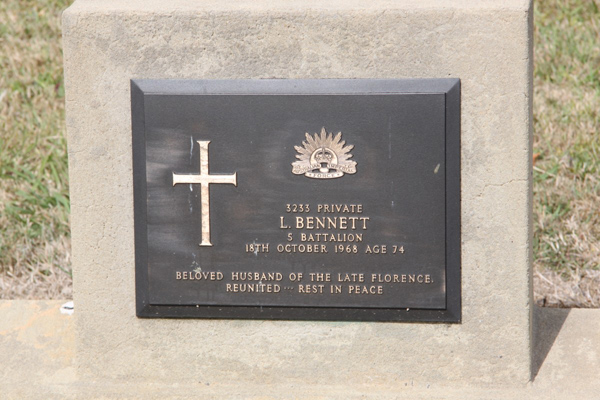 3233 PRIVATE
L. BENNETT
5 BATTALION
18TH OCTOBER 1968 AGE 74
BELOVED HUSBAND OF THE LATE FLORENCE.
REUNITED ··· REST IN PEACE